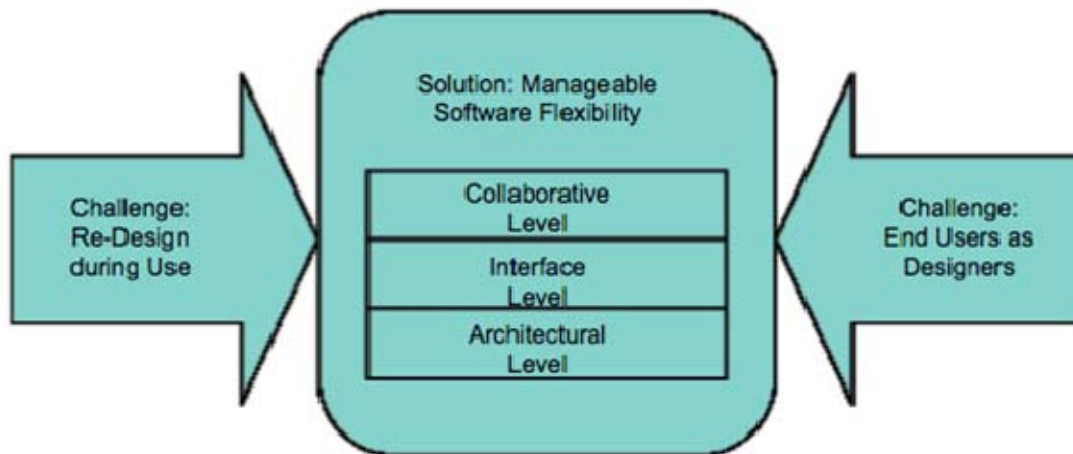 Challenge:
Re-Design
during Use
Solution: Manageable
Software Flexibility
Collaborative
Level
Interface
Level
Architectural
Level
Challenge:
End Users as
Designers